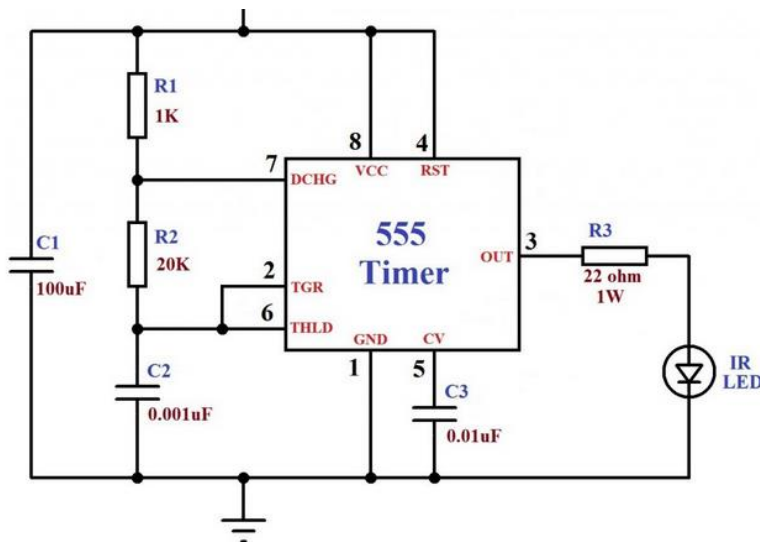 R1
1K
8
4
7
DCHG
VCC
RST
R2
20K
555
Timer
3
R3
C1
100uF
2
TGR
OUT
22 ohm
1W
6
THLD
GND
CV
1
5
IR
LED
C2
0.001uF
C3
0.01uF